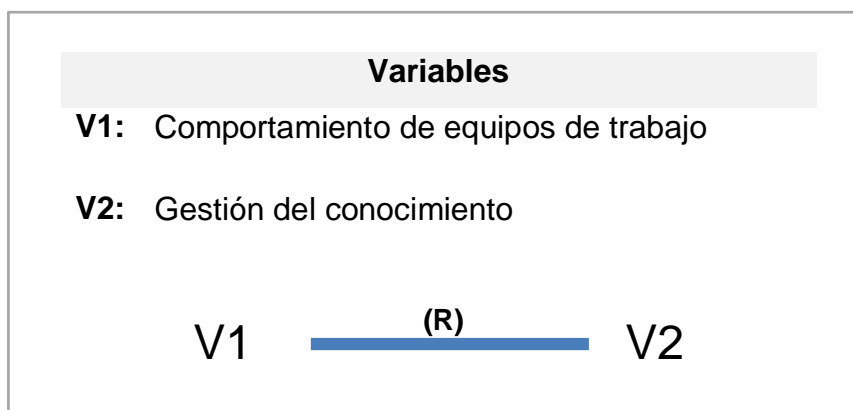 Variables
V1: Comportamiento de equipos de trabajo
V2: Gestión del conocimiento
(R)
V1 V2